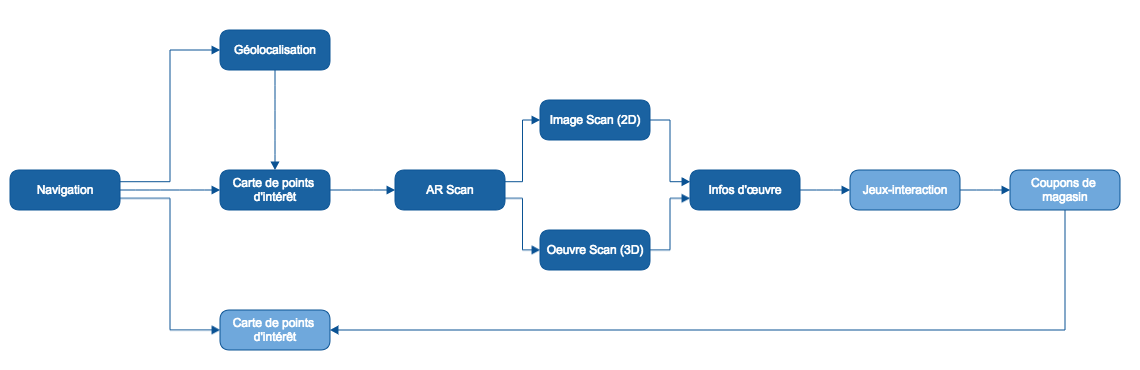 Géolocalisation
Image Scan (2D)
Navigation
Carte de points
d'intérêt
AR Scan
Infos d'œuvre
Jeux-interaction
Coupons de
magasin
Oeuvre Scan (3D)
Carte de points
d'intérêt